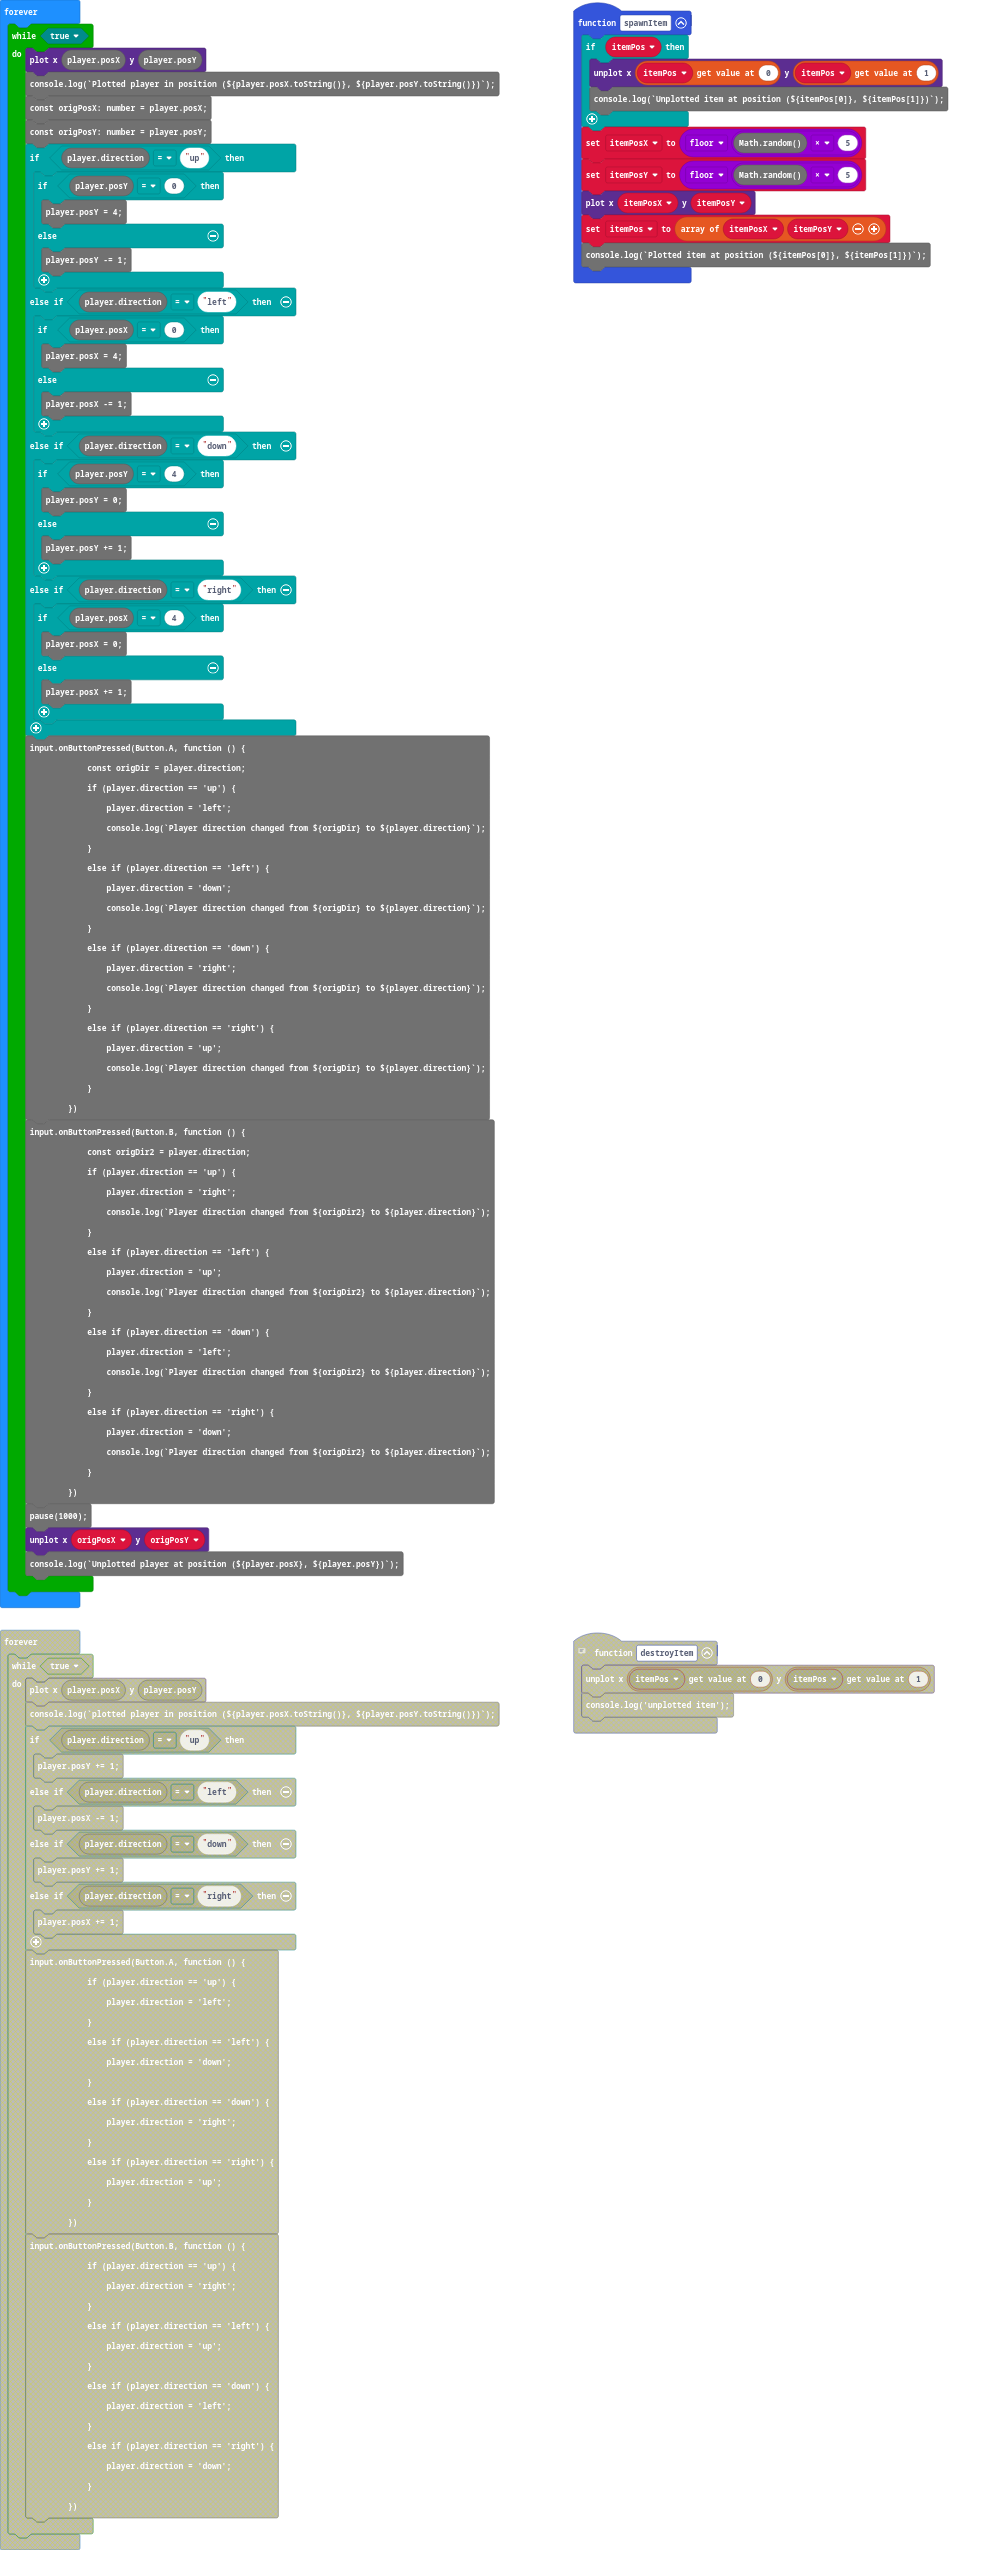 forever
while true
do
plot x player.posX y player.posY
console.log(`Plotted player in position (${player.posX.toString()}, ${player.posY.toString()})`);
const origPosX: number = player.posX;
const origPosY: number = player.posY;
if player.direction = "up" then
if player.posY = 0 then
player.posY = 4;
else
player.posY -= 1;
else if player.direction = "left" then
if player.posX = 0 then
player.posX = 4;
else
player.posX -= 1;
else if player.direction = "down" then
if player.posY = 4 then
player.posY = 0;
else
player.posY += 1;
else if player.direction = "right" then
if player.posX = 4 then
player.posX = 0;
else
player.posX += 1;
input.onButtonPressed(Button.A, function () {
const origDir = player.direction;
if (player.direction == 'up') {
player.direction = 'left';
console.log(`Player direction changed from ${origDir} to ${player.direction}`);
}
else if (player.direction == 'left') {
player.direction = 'down';
console.log(`Player direction changed from ${origDir} to ${player.direction}`);
}
else if (player.direction == 'down') {
player.direction = 'right';
console.log(`Player direction changed from ${origDir} to ${player.direction}`);
}
else if (player.direction == 'right') {
player.direction = 'up';
console.log(`Player direction changed from ${origDir} to ${player.direction}`);
}
})
input.onButtonPressed(Button.B, function () {
const origDir2 = player.direction;
if (player.direction == 'up') {
player.direction = 'right';
console.log(`Player direction changed from ${origDir2} to ${player.direction}`);
}
else if (player.direction == 'left') {
player.direction = 'up';
console.log(`Player direction changed from ${origDir2} to ${player.direction}`);
}
else if (player.direction == 'down') {
player.direction = 'left';
console.log(`Player direction changed from ${origDir2} to ${player.direction}`);
}
else if (player.direction == 'right') {
player.direction = 'down';
console.log(`Player direction changed from ${origDir2} to ${player.direction}`);
}
})
pause(1000);
unplot x origPosX y origPosY
console.log(`Unplotted player at position (${player.posX}, ${player.posY})`);
function spawnItem
if itemPos then
unplot x itemPos get value at 0 y itemPos get value at 1
console.log(`Unplotted item at position (${itemPos[0]}, ${itemPos[1]})`);
set itemPosX to floor Math.random() × 5
set itemPosY to floor Math.random() × 5
plot x itemPosX y itemPosY
set itemPos to array of itemPosX itemPosY
console.log(`Plotted item at position (${itemPos[0]}, ${itemPos[1]})`);
forever
while true
do
plot x player.posX y player.posY
console.log(`plotted player in position (${player.posX.toString()}, ${player.posY.toString()})`);
if player.direction = "up" then
player.posY += 1;
else if player.direction = "left" then
player.posX -= 1;
else if player.direction = "down" then
player.posY += 1;
else if player.direction = "right" then
player.posX += 1;
input.onButtonPressed(Button.A, function () {
if (player.direction == 'up') {
player.direction = 'left';
}
else if (player.direction == 'left') {
player.direction = 'down';
}
else if (player.direction == 'down') {
player.direction = 'right';
}
else if (player.direction == 'right') {
player.direction = 'up';
}
})
input.onButtonPressed(Button.B, function () {
if (player.direction == 'up') {
player.direction = 'right';
}
else if (player.direction == 'left') {
player.direction = 'up';
}
else if (player.direction == 'down') {
player.direction = 'left';
}
else if (player.direction == 'right') {
player.direction = 'down';
}
})
function destroyItem
unplot x itemPos get value at 0 y itemPos get value at 1
console.log('unplotted item');